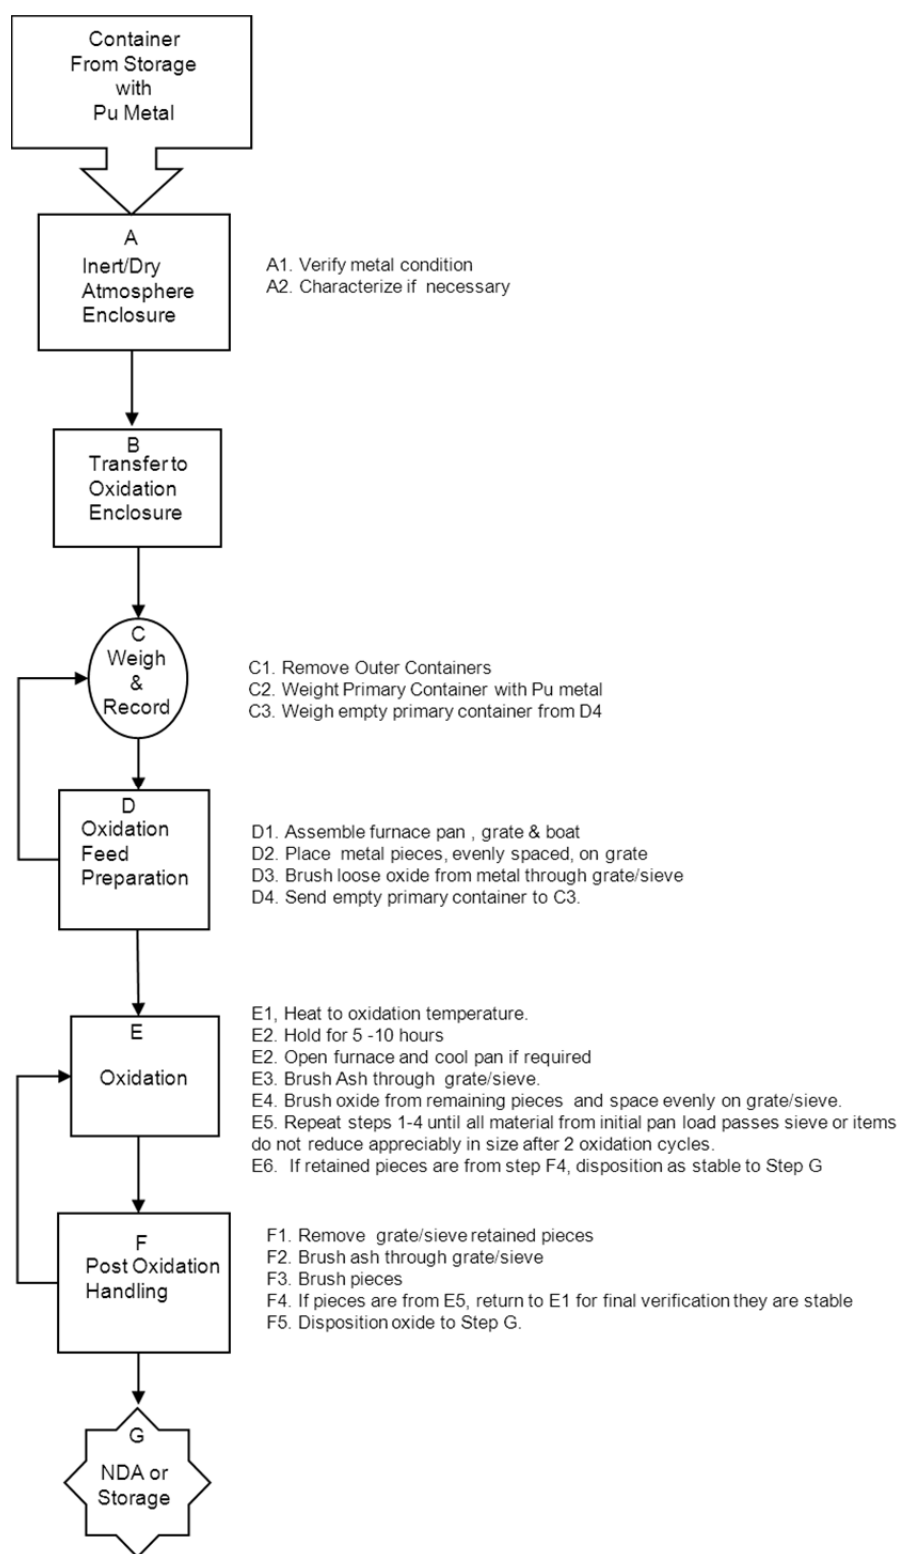 Container
From Storage
with
Pu Metal
A
Inert/Dry
Atmosphere
Enclosure
A1. Verify metal condition
A2. Characterize if necessary
B
Transfer to
Oxidation
Enclosure
C
Weigh
&
Record
C1. Remove Outer Containers
C2. Weight Primary Container with Pu metal
C3. Weigh empty primary container from D4
D
Oxidation
Feed
Preparation
D1. Assemble furnace pan , grate & boat
D2. Place metal pieces, evenly spaced, on grate
D3. Brush loose oxide from metal through grate/sieve
D4. Send empty primary container to C3.
E
Oxidation
E1, Heat to oxidation temperature.
E2. Hold for 5 -10 hours
E2. Open furnace and cool pan if required
E3. Brush Ash through grate/sieve.
E4. Brush oxide from remaining pieces and space evenly on grate/sieve.
E5. Repeat steps 1-4 until all material from initial pan load passes sieve or items
do not reduce appreciably in size after 2 oxidation cycles.
E6. If retained pieces are from step F4, disposition as stable to Step G
F
Post Oxidation
Handling
F1. Remove grate/sieve retained pieces
F2. Brush ash through grate/sieve
F3. Brush pieces
F4. If pieces are from E5, return to E1 for final verification they are stable
F5. Disposition oxide to Step G.
G
NDA or
Storage